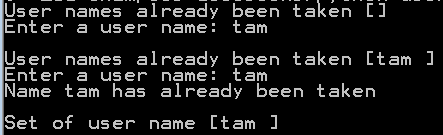 User names already been taken []
Enter a user name: tam
User names already been taken [tam ]
Enter a user name: tam
Name tam has already been taken
Set of user name [tam ]